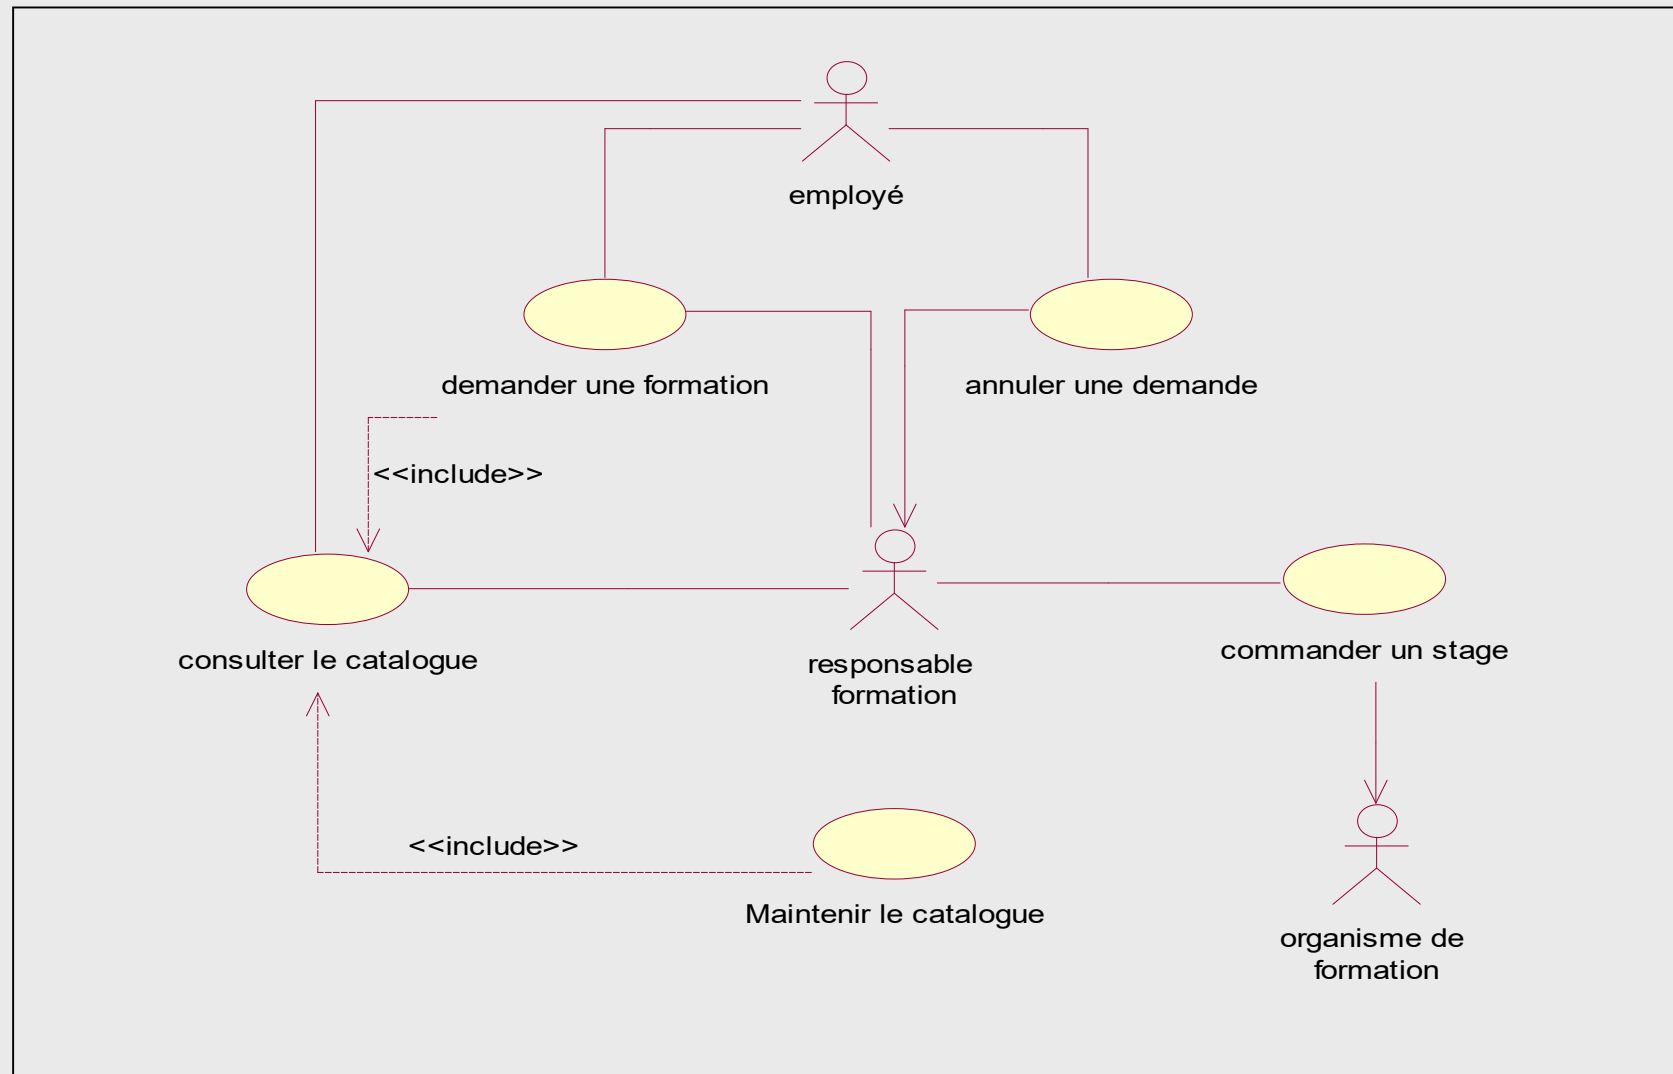 employé
demander une formation
annuler une demande
<<include>>
consulter le catalogue
responsable
formation
commander un stage
<<include>>
Maintenir le catalogue
organisme de
formation